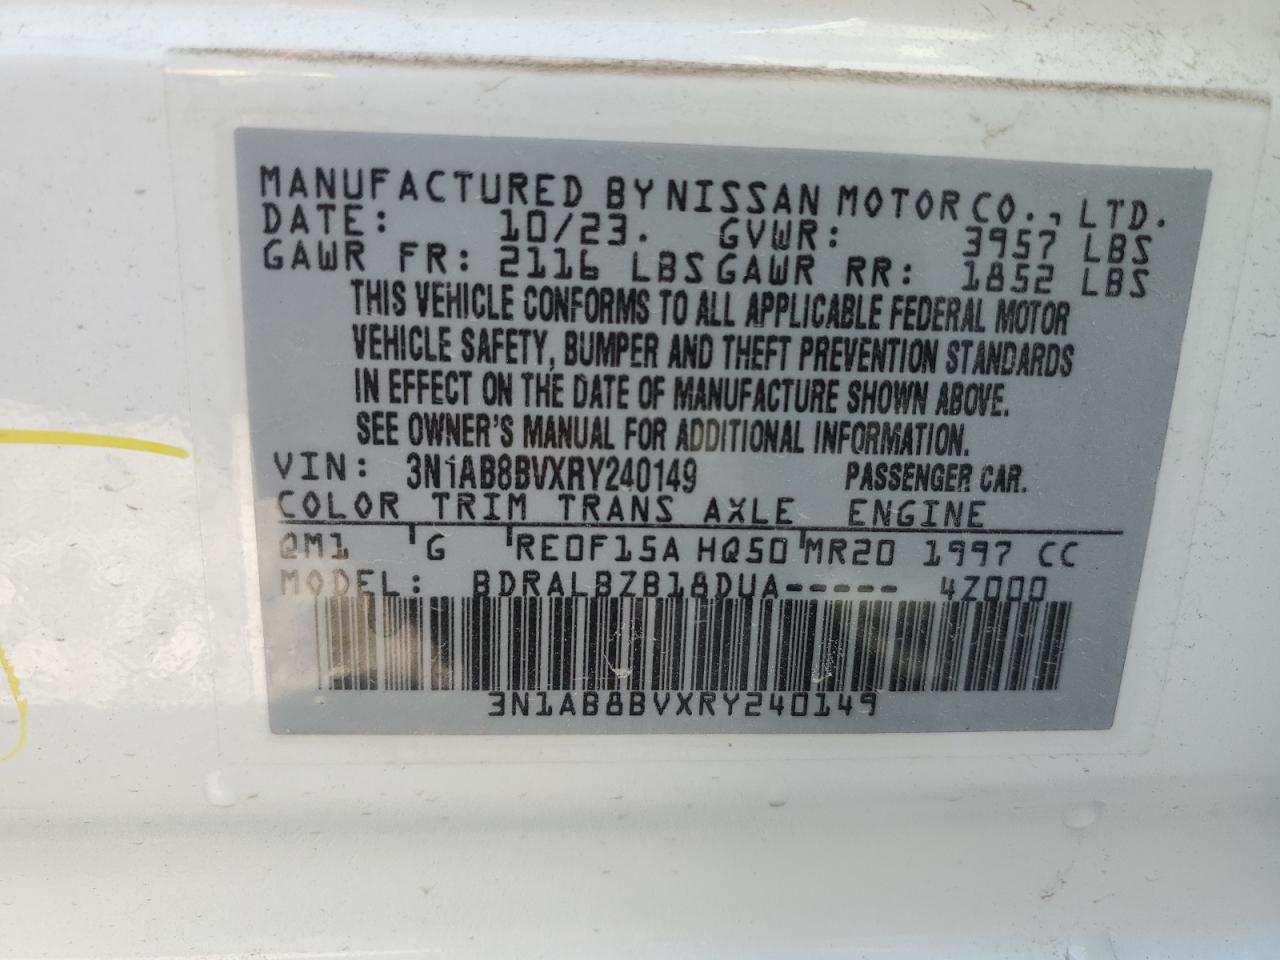 MANUFACTURED BY NISSAN MOTOR CO., LTD.
DATE: 10/23. GVWR: 3957 LBS
GAWR FR: 2116 LBS GAWR RR: 1852 LBS
THIS VEHICLE CONFORMS TO ALL APPLICABLE FEDERAL MOTOR
VEHICLE SAFETY, BUMPER AND THEFT PREVENTION STANDARDS
IN EFFECT ON THE DATE OF MANUFACTURE SHOWN ABOVE.
SEE OWNER'S MANUAL FOR ADDITIONAL INFORMATION.
VIN: 3N1AB8BVXRY240149 PASSENGER CAR.
COLOR TRIM TRANS AXLE ENGINE
QM1 G RE0F15A HQ50 MR20 1997 CC
MODEL: BDRALBZB18DUA----- 4Z000
3N1AB8BVXRY240149